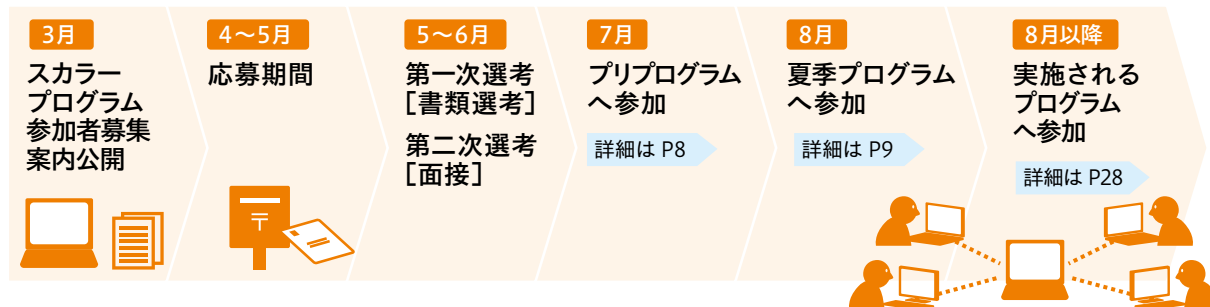 3月
スカラー
プログラム
参加者募集
案内公開
4〜5月
応募期間
5〜6月
第一次選考
[書類選考]
第二次選考
[面接]
7月
プリプログラム
へ参加
詳細は P8
8月
夏季プログラム
へ参加
詳細は P9
8月以降
実施される
プログラム
へ参加
詳細は P28
〒